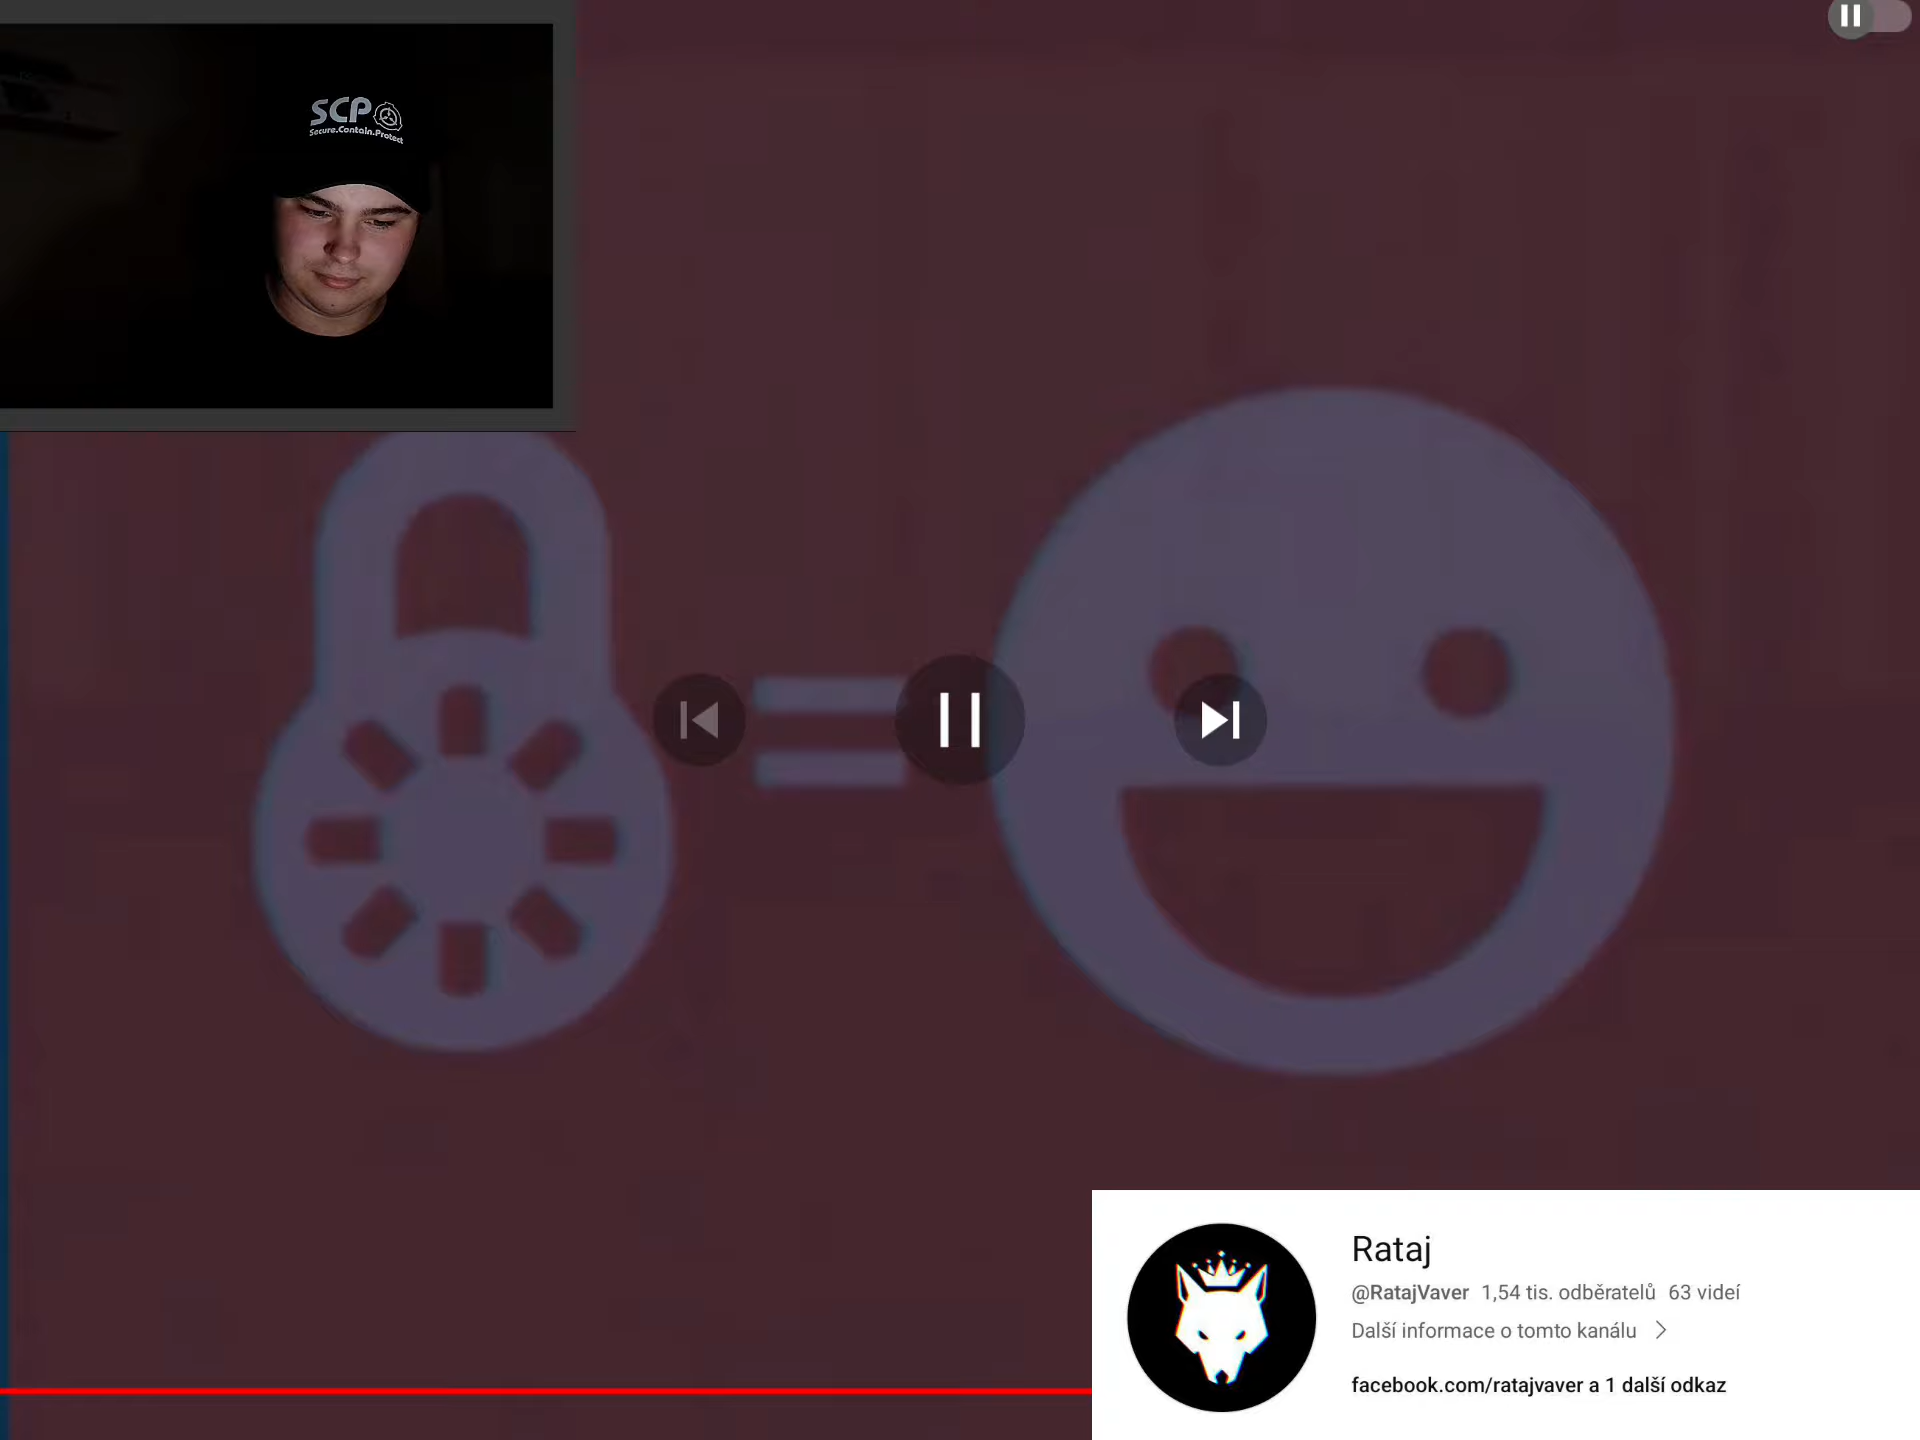 SCP
Secure.Contain.Protect
=
Rataj
@RatajVaver 1,54 tis. odběratelů 63 videí
Další informace o tomto kanálu
facebook.com/ratajvaver a 1 další odkaz